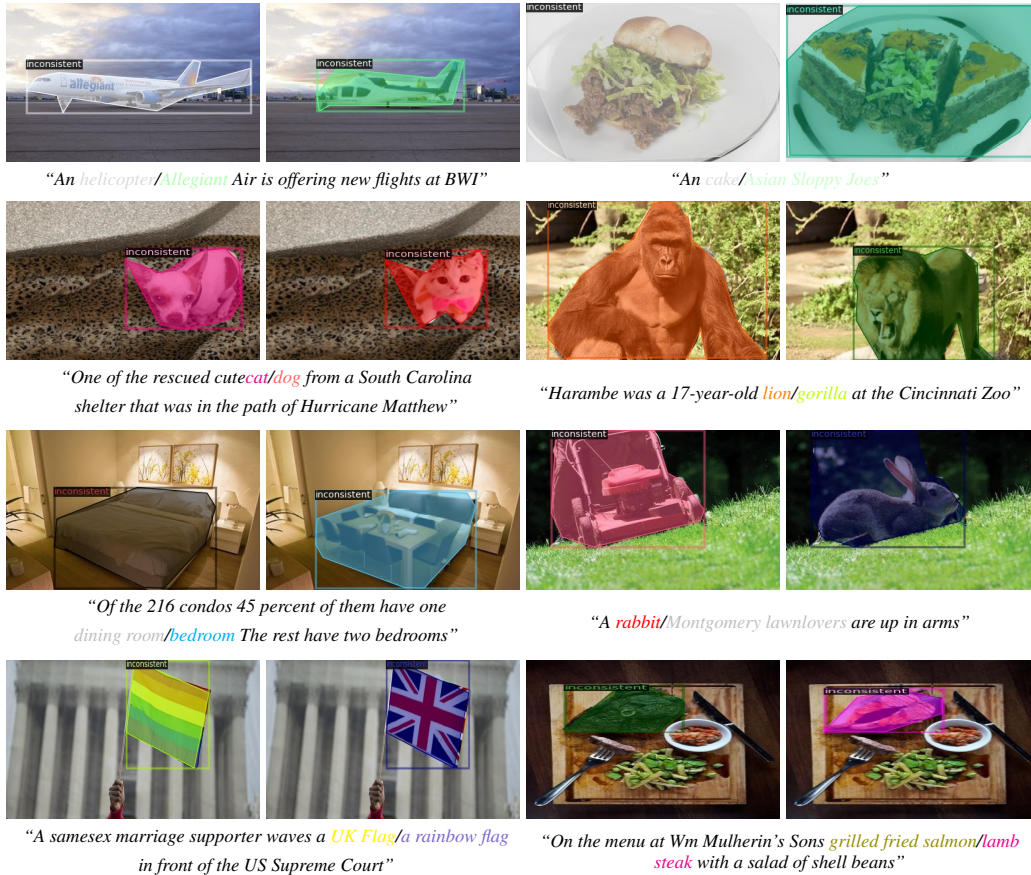 inconsistent
inconsistent
inconsistent
inconsistent
allegiant
“An helicopter/Allegiant Air is offering new flights at BWI”
“An cake/Asian Sloppy Joes”
inconsistent
inconsistent
inconsistent
inconsistent
“One of the rescued cutecat/dog from a South Carolina
shelter that was in the path of Hurricane Matthew”
“Harambe was a 17-year-old lion/gorilla at the Cincinnati Zoo”
inconsistent
inconsistent
inconsistent
inconsistent
“Of the 216 condos 45 percent of them have one
dining room/bedroom The rest have two bedrooms”
“A rabbit/Montgomery lawnlovers are up in arms”
inconsistent
inconsistent
inconsistent
inconsistent
“A samesex marriage supporter waves a UK Flag/a rainbow flag
in front of the US Supreme Court”
“On the menu at Wm Mulherin’s Sons grilled fried salmon/lamb
steak with a salad of shell beans”